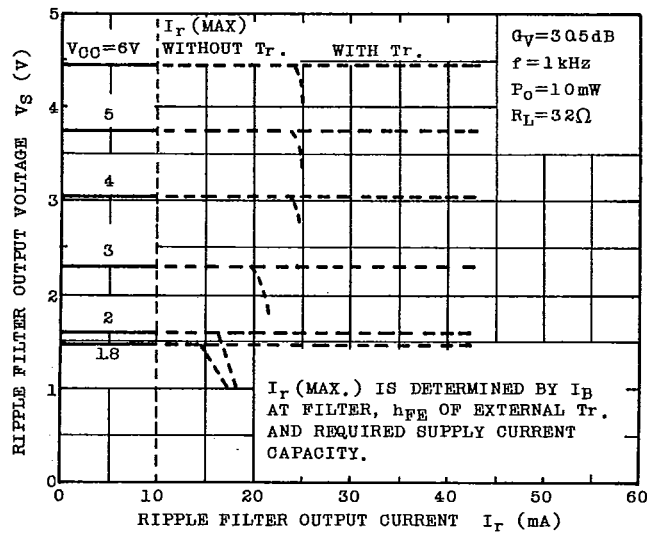 RIPPLE FILTER OUTPUT VOLTAGE VS (V)
5
4
3
2
1
0
Ir (MAX)
VCC=6V WITHOUT Tr. WITH Tr.
5
4
3
2
1.8
GV=30.5dB
f=1kHz
PO=10mW
RL=32Ω
Ir (MAX.) IS DETERMINED BY IB
AT FILTER, hFE OF EXTERNAL Tr.
AND REQUIRED SUPPLY CURRENT
CAPACITY.
0 10 20 30 40 50 60
RIPPLE FILTER OUTPUT CURRENT Ir (mA)